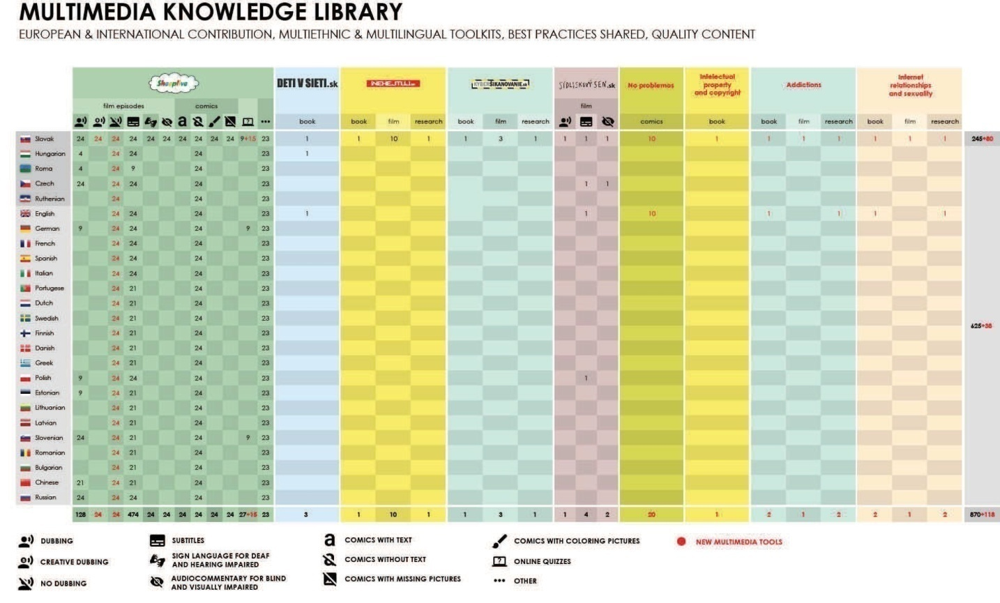 MULTIMEDIA KNOWLEDGE LIBRARY
EUROPEAN & INTERNATIONAL CONTRIBUTION, MULTIETHNIC & MULTILINGUAL TOOLKITS, BEST PRACTICES SHARED, QUALITY CONTENT
Sheeplive DETI V SIETI.sk NEHEJTUJ.sk KYBERŠIKANOVANIE.sk SÍDLISKOVÝ SEN.sk No problemos Intelectual property and copyright Addictions Internet relationships and sexuality
film episodes comics film
a ? ... book book film research book film research comics book book film research book film research
Slovak 24 24 24 24 24 24 24 24 24 24 9+15 23 1 1 10 1 1 3 1 1 1 1 10 1 1 1 1 1 1 1 245+80
Hungarian 4 24 24 24 23 1
Roma 4 24 9 24 23
Czech 24 24 24 24 23 1 1
Ruthenian 24 24 23
English 24 24 24 23 1 1 10 1 1 1 1
German 9 24 24 24 9 23
French 24 24 24 23
Spanish 24 24 24 23
Italian 24 24 24 23
Portugese 24 21 24 23
Dutch 24 21 24 23
Swedish 24 21 24 23
625+38
Finnish 24 21 24 23
Danish 24 21 24 23
Greek 24 21 24 23
Polish 9 24 24 24 23 1
Estonian 9 24 21 24 23
Lithuanian 24 21 24 23
Latvian 24 21 24 23
Slovenian 24 24 21 24 9 23
Romanian 24 21 24 23
Bulgarian 24 21 24 23
Chinese 21 24 21 24 23
Russian 24 24 24 24 23
128 24 24 474 24 24 24 24 24 24 27+15 23 3 1 10 1 1 3 1 1 4 2 20 1 2 1 2 2 1 2 870+118
DUBBING
CREATIVE DUBBING
NO DUBBING
SUBTITLES
SIGN LANGUAGE FOR DEAF
AND HEARING IMPAIRED
AUDIOCOMMENTARY FOR BLIND
AND VISUALLY IMPAIRED
a COMICS WITH TEXT
COMICS WITHOUT TEXT
COMICS WITH MISSING PICTURES
COMICS WITH COLORING PICTURES
? ONLINE QUIZZES
... OTHER
NEW MULTIMEDIA TOOLS